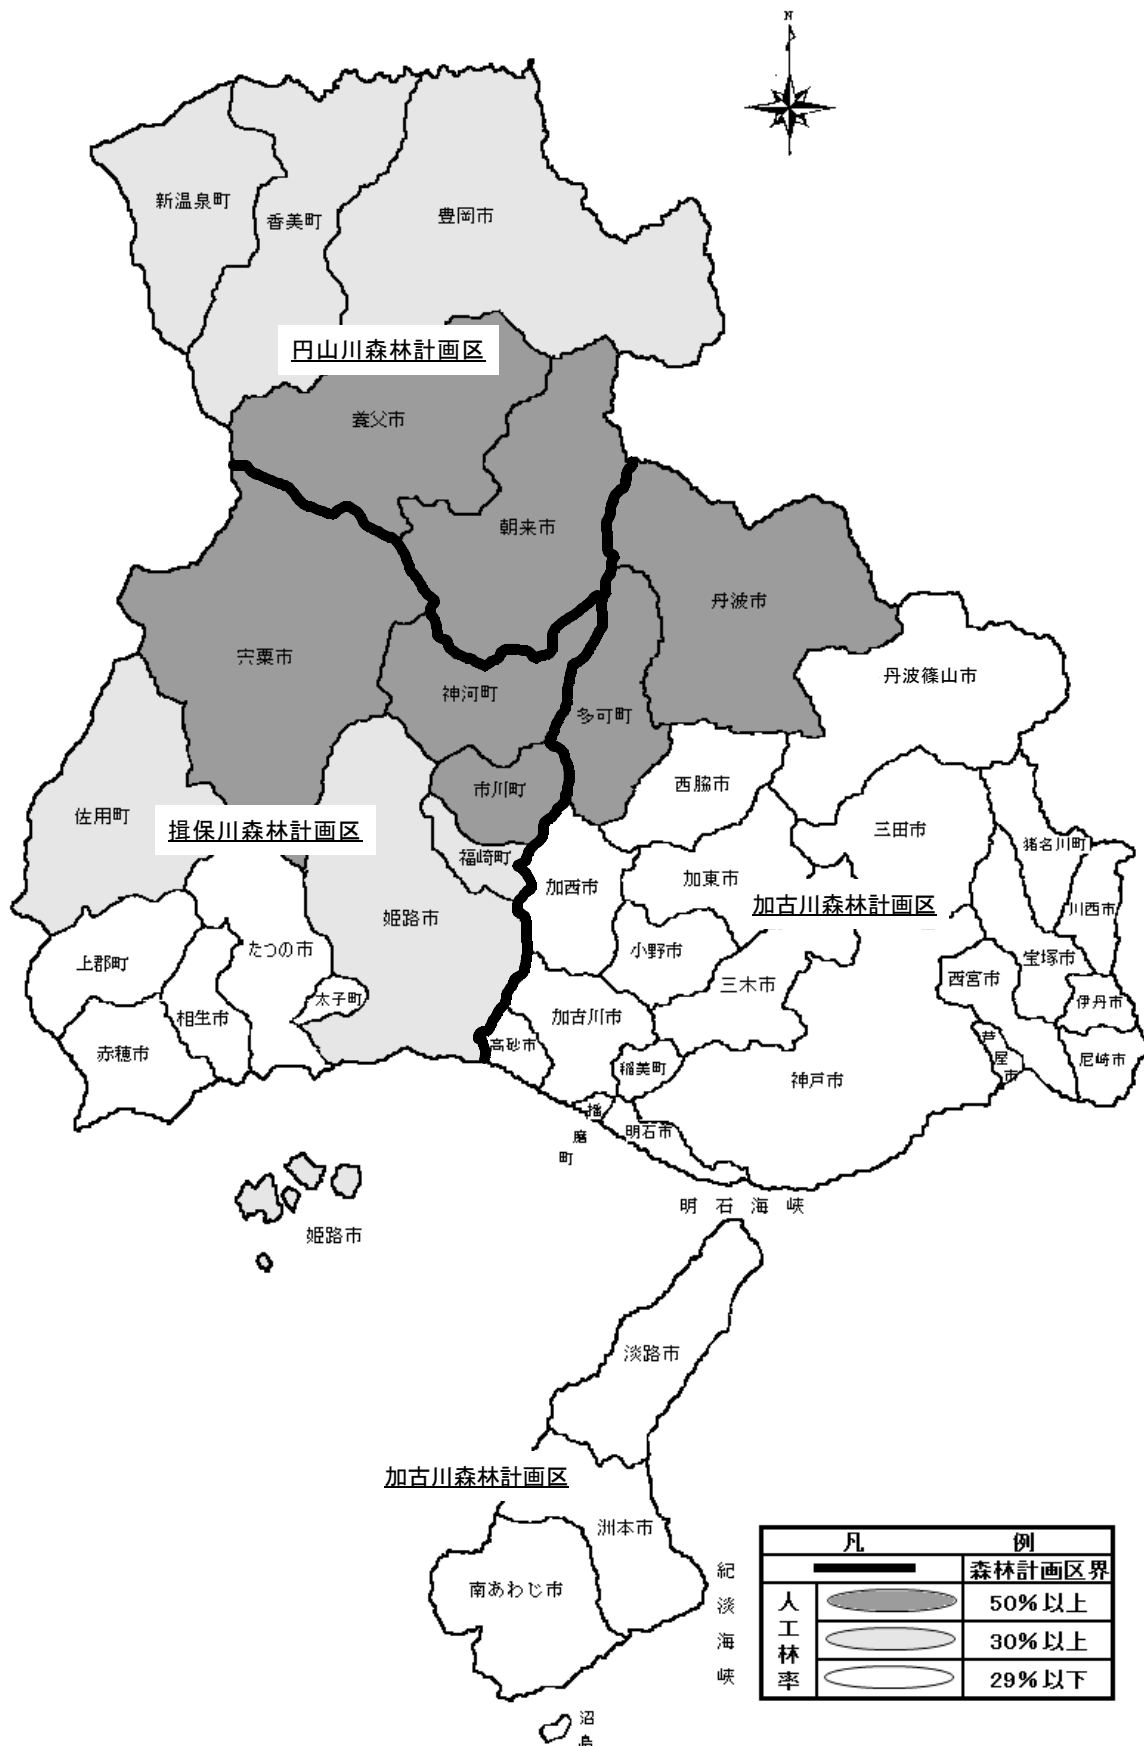 N
新温泉町
香美町
豊岡市
円山川森林計画区
養父市
朝来市
丹波市
宍粟市
丹波篠山市
神河町
多可町
市川町
西脇市
佐用町
揖保川森林計画区
三田市
猪名川町
福崎町
加西市
加東市
加古川森林計画区
川西市
姫路市
たつの市
小野市
上郡町
三木市
西宮市
宝塚市
太子町
相生市
加古川市
伊丹市
赤穂市
高砂市
稲美町
神戸市
芦屋市
尼崎市
播磨町
明石市
明石海峡
姫路市
淡路市
加古川森林計画区
洲本市
南あわじ市
紀淡海峡
沼島
凡例
森林計画区界
人工林率
50%以上
30%以上
29%以下